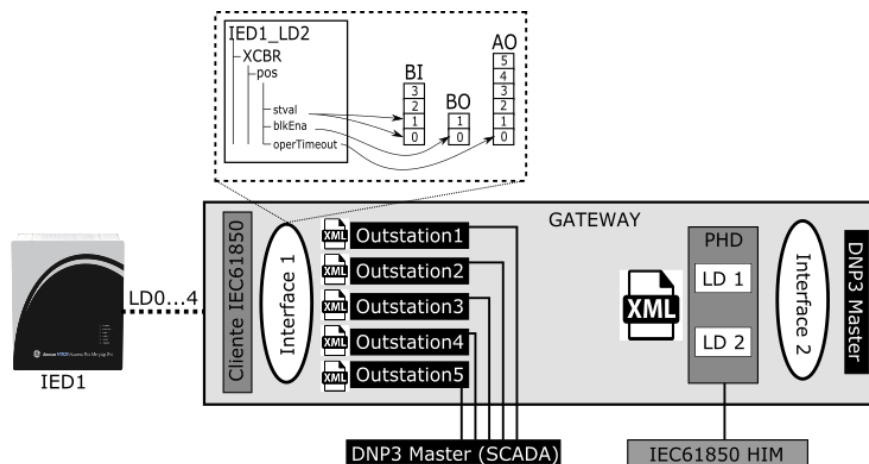 IED1_LD2
XCBR
pos
stval
blkEna
operTimeout
BI
3
2
1
0
BO
1
0
AO
5
4
3
2
1
0
GATEWAY
Cliente IEC61850
Interface 1
XML Outstation1
XML Outstation2
XML Outstation3
XML Outstation4
XML Outstation5
XML
PHD
LD 1
LD 2
Interface 2
DNP3 Master
LD0...4
IED1
DNP3 Master (SCADA)
IEC61850 HIM